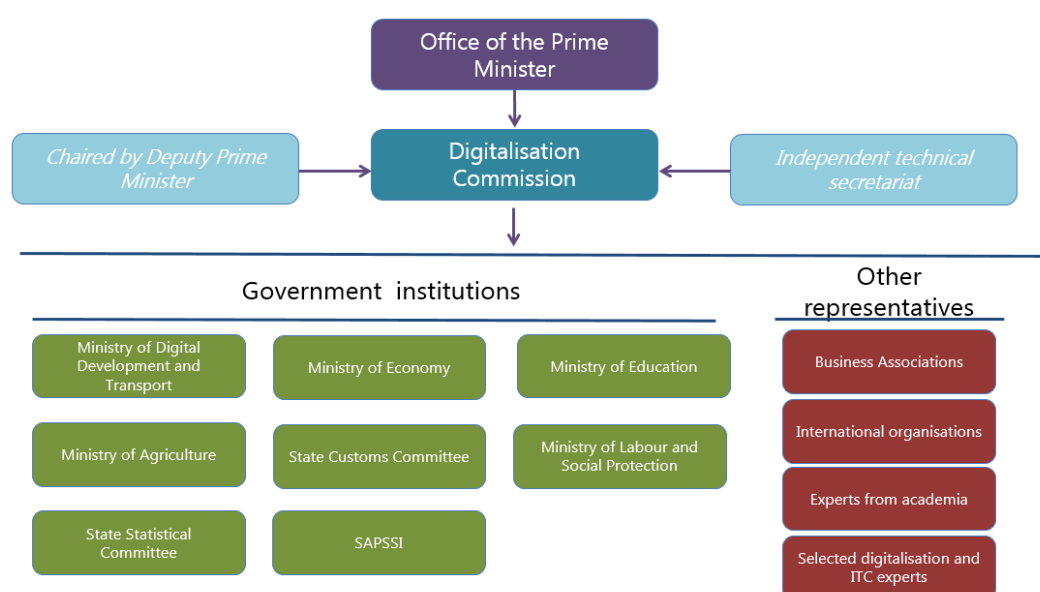 Office of the Prime
Minister
Chaired by Deputy Prime
Minister
Digitalisation
Commission
Independent technical
secretariat
Government institutions
Other
representatives
Ministry of Digital
Development and
Transport
Ministry of Economy
Ministry of Education
Business Associations
Ministry of Agriculture
State Customs Committee
Ministry of Labour and
Social Protection
International organisations
Experts from academia
State Statistical
Committee
SAPSSI
Selected digitalisation and
ITC experts